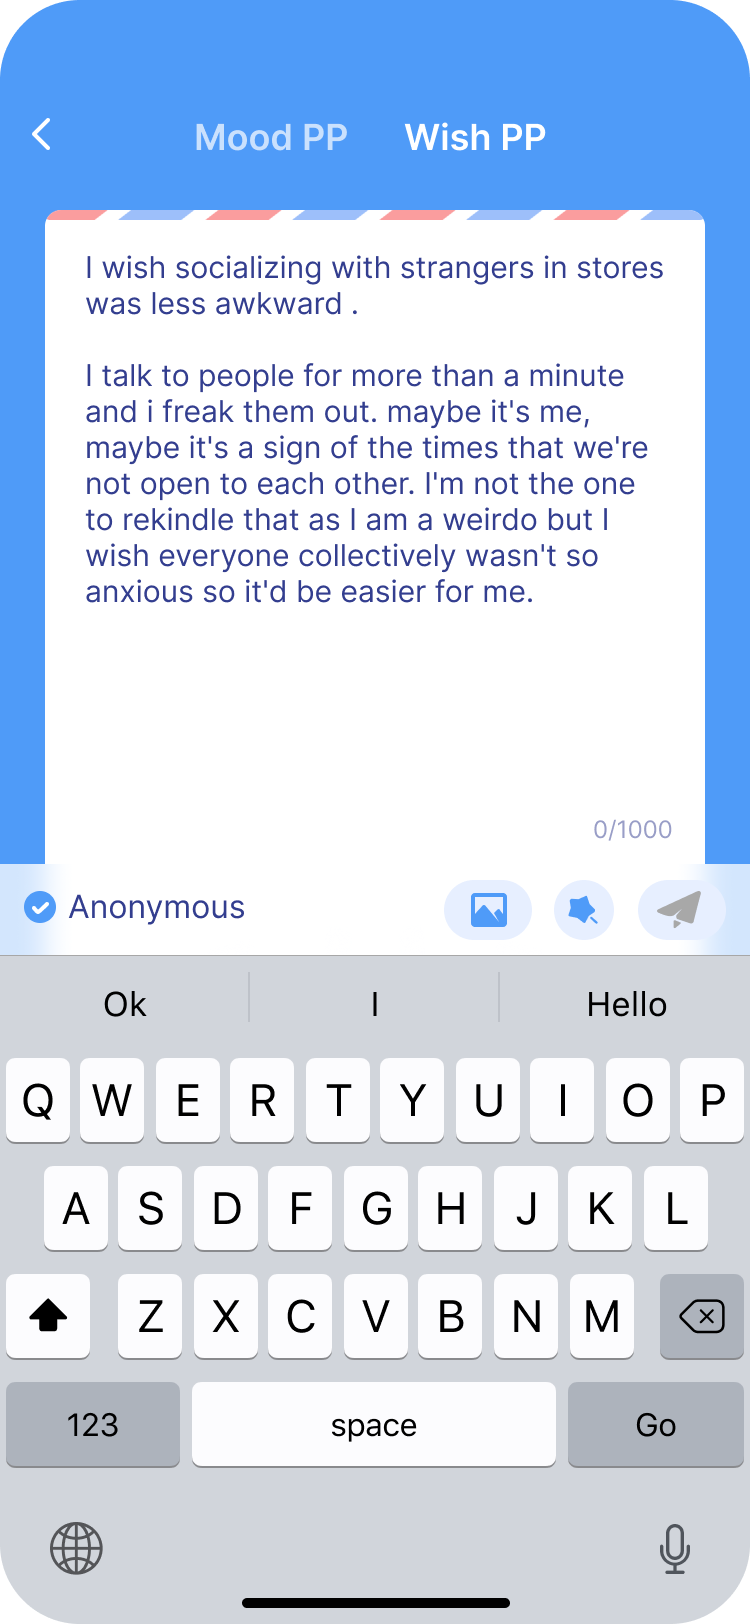 Mood PP Wish PP
I wish socializing with strangers in stores
was less awkward .
I talk to people for more than a minute
and i freak them out. maybe it's me,
maybe it's a sign of the times that we're
not open to each other. I'm not the one
to rekindle that as I am a weirdo but I
wish everyone collectively wasn't so
anxious so it'd be easier for me.
0/1000
Anonymous
Ok I Hello
Q W E R T Y U I O P
A S D F G H J K L
Z X C V B N M
123 space Go